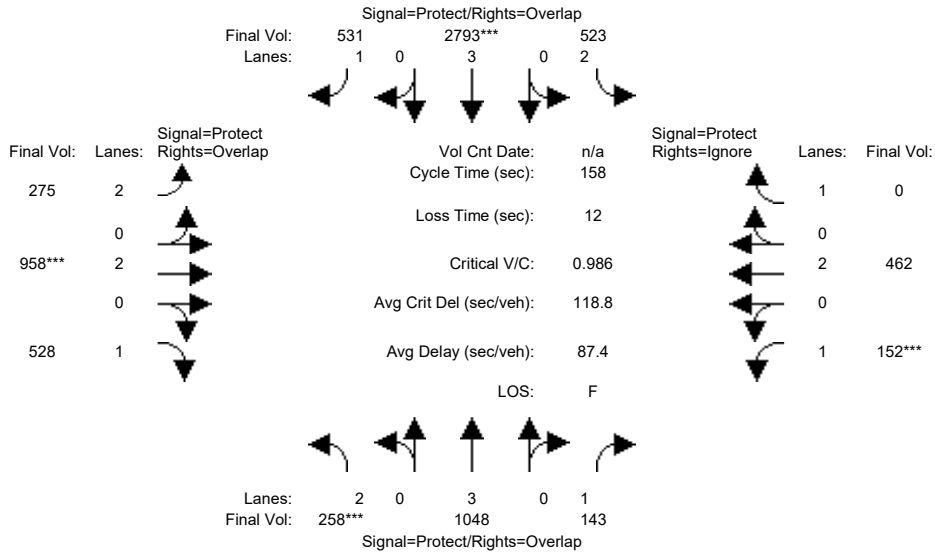 Signal=Protect/Rights=Overlap
Final Vol: 531 2793*** 523
Lanes: 1 0 3 0 2
Signal=Protect
Final Vol: Lanes: Rights=Overlap
Vol Cnt Date: n/a
Signal=Protect
Rights=Ignore Lanes: Final Vol:
Cycle Time (sec): 158
275 2
1 0
Loss Time (sec): 12
0
0
958*** 2
Critical V/C: 0.986
2 462
0
Avg Crit Del (sec/veh): 118.8
0
528 1
Avg Delay (sec/veh): 87.4
1 152***
LOS: F
Lanes: 2 0 3 0 1
Final Vol: 258*** 1048 143
Signal=Protect/Rights=Overlap